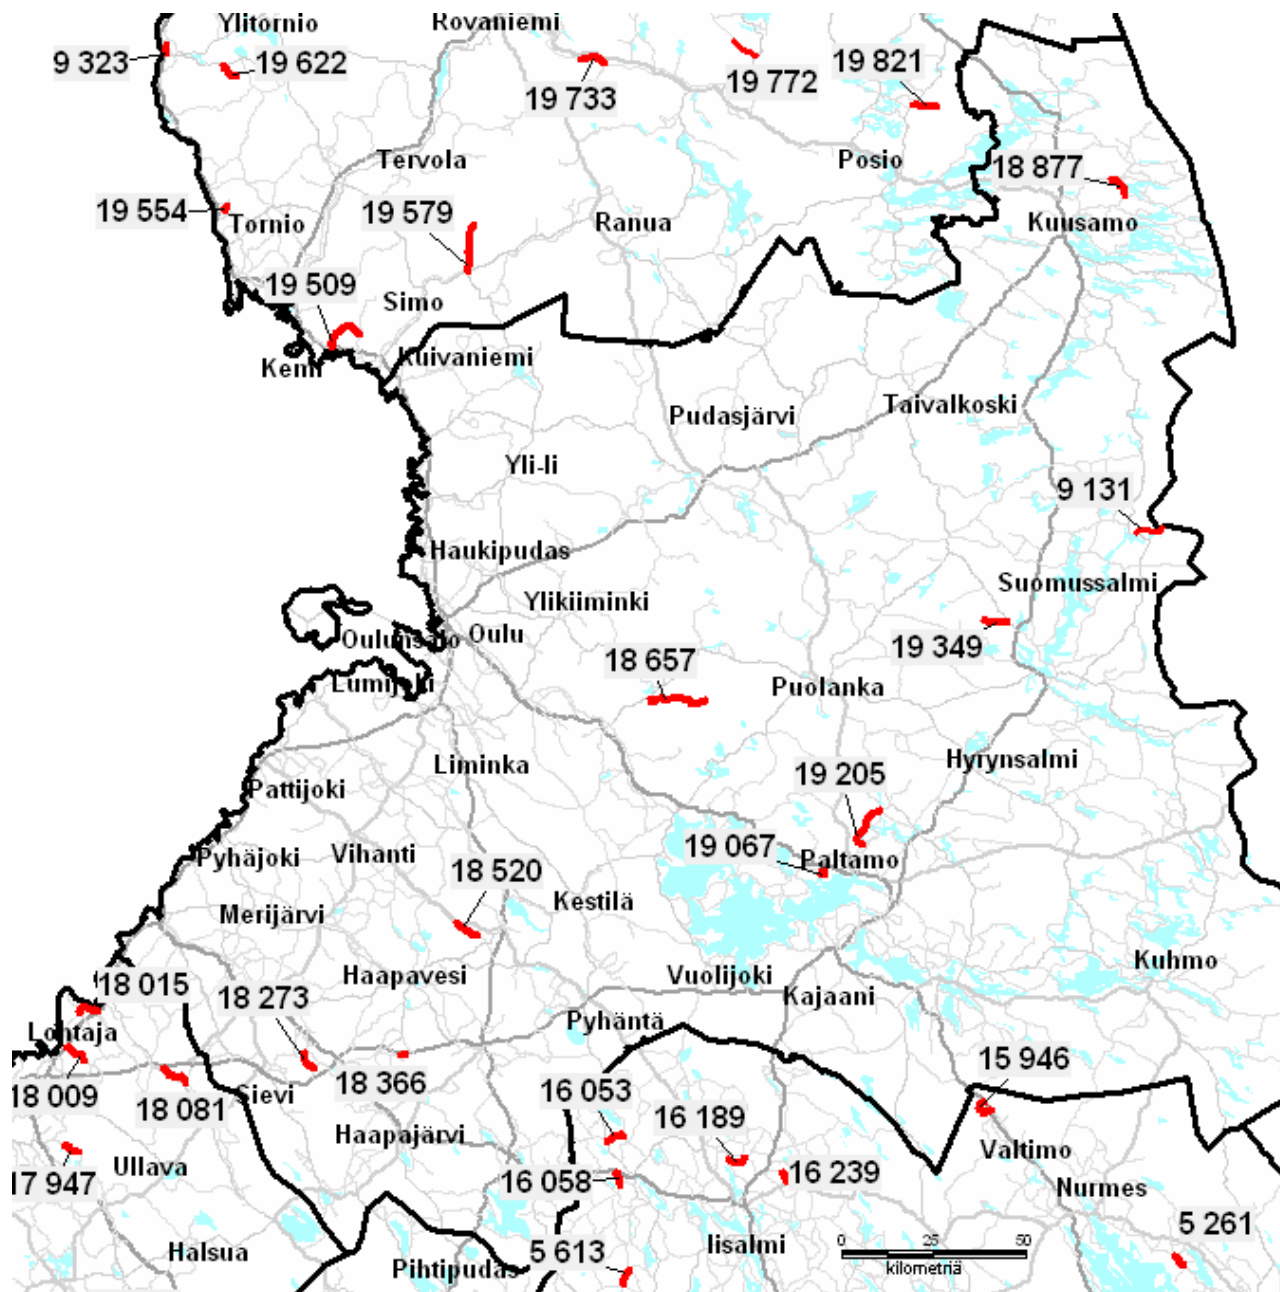 Ylitornio
Rovaniemi
9 323
19 622
19 733
19 772
19 821
Tervola
Posio
18 877
19 554
Tornio
19 579
Ranua
Kuusamo
19 509
Simo
Kemi
Kuivaniemi
Pudasjärvi
Taivalkoski
Yli-Ii
9 131
Haukipudas
Suomussalmi
Ylikiiminki
Oulunsalo
Oulu
19 349
18 657
Lumijoki
Puolanka
Liminka
Hyrynsalmi
19 205
Pattijoki
19 067
Paltamo
Pyhäjoki
Vihanti
18 520
Kestilä
Merijärvi
Haapavesi
Vuolijoki
Kuhmo
18 015
18 273
Kajaani
Lohtaja
Pyhäntä
18 009
18 081
Sievi
18 366
16 053
15 946
16 189
Haapajärvi
Valtimo
17 947
Ullava
16 058
16 239
Nurmes
Halsua
5 613
Iisalmi
5 261
Pihtipudas
0 25 50
kilometriä